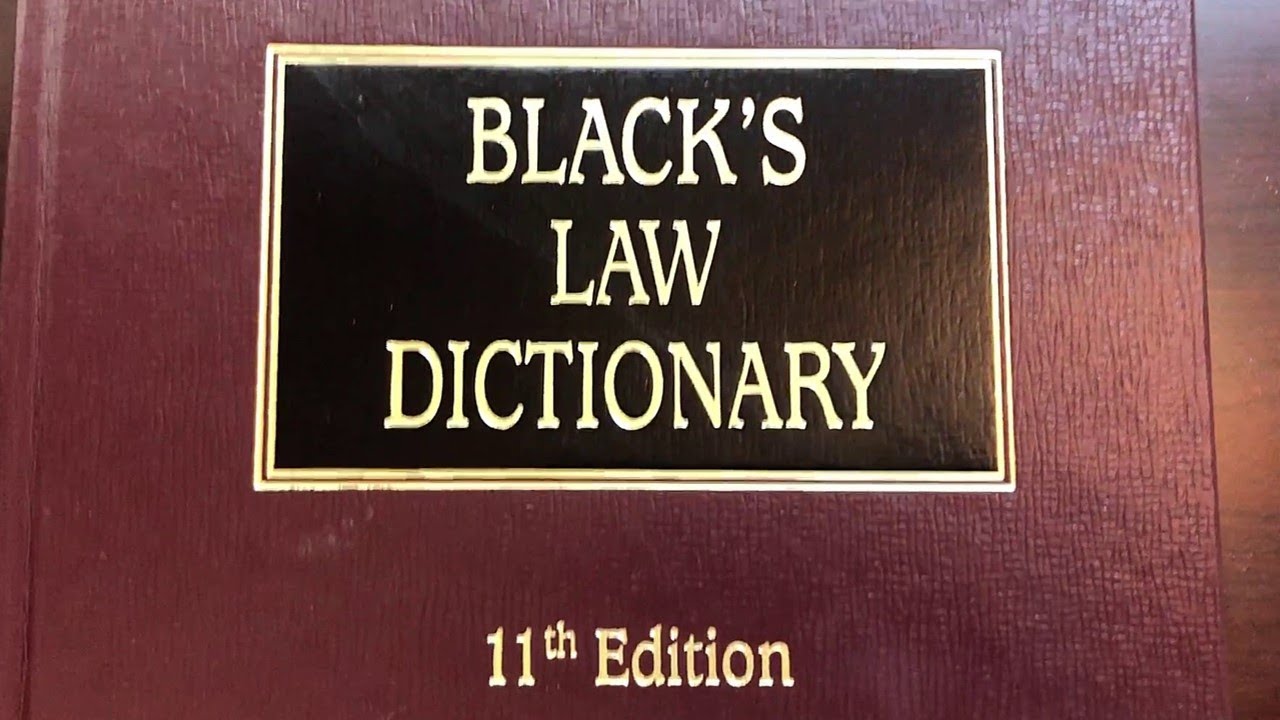 BLACK'S
LAW
DICTIONARY
11th Edition